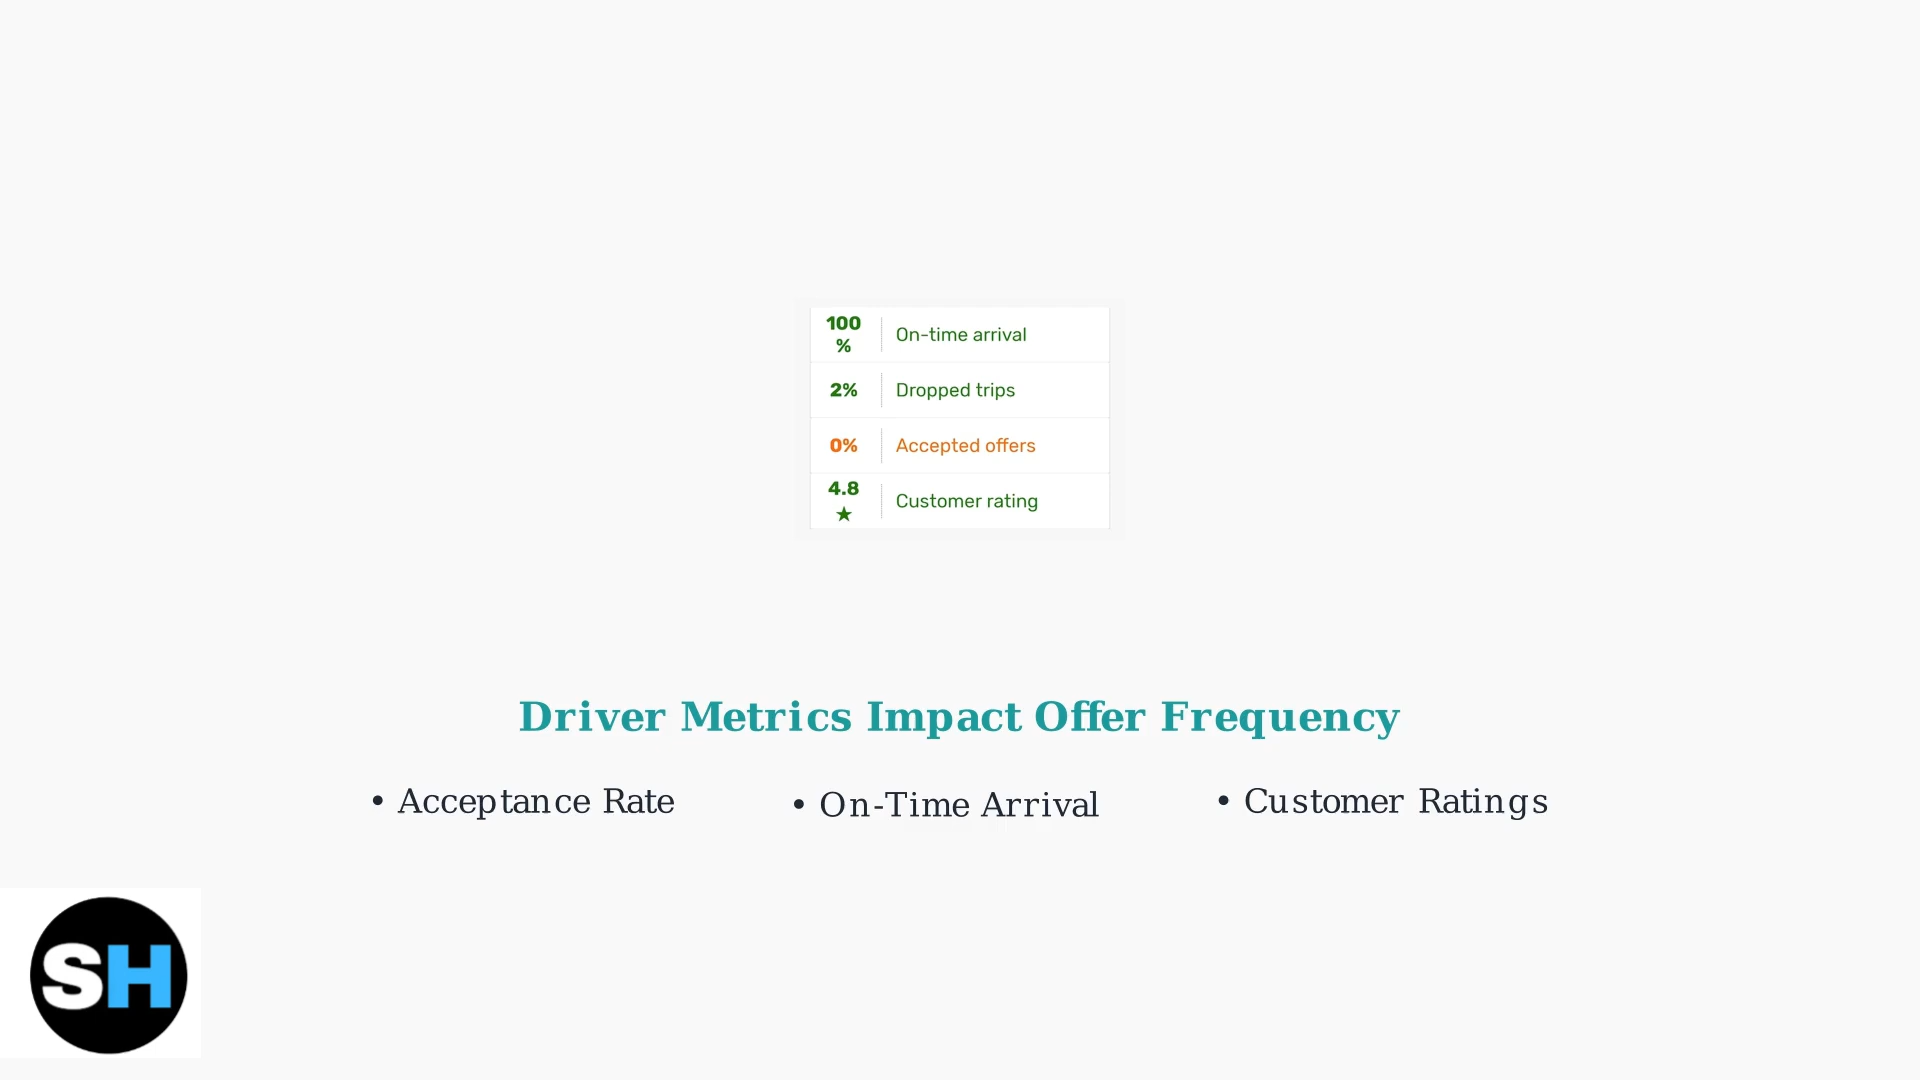 100
%
On-time arrival
2% Dropped trips
0% Accepted offers
4.8
★
Customer rating
Driver Metrics Impact Offer Frequency
• Acceptance Rate
• On-Time Arrival
• Customer Ratings
SH